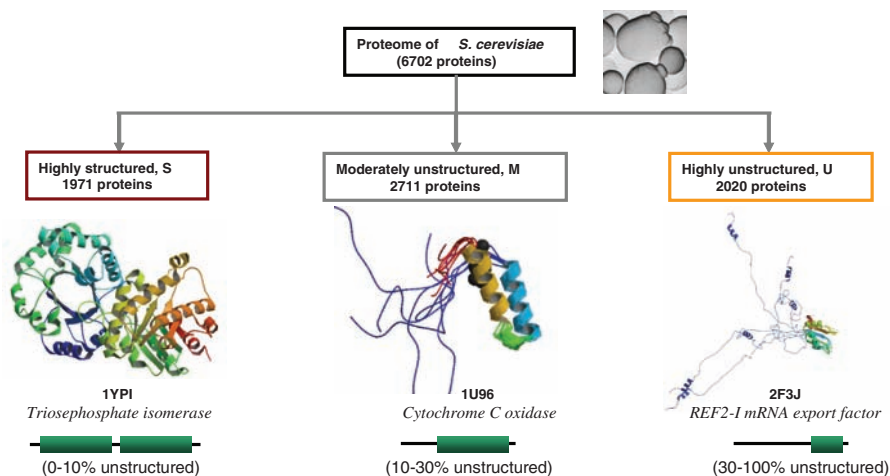 Proteome of S. cerevisiae
(6702 proteins)
Highly structured, S
1971 proteins
Moderately unstructured, M
2711 proteins
Highly unstructured, U
2020 proteins
1YPI
Triosephosphate isomerase
(0-10% unstructured)
1U96
Cytochrome C oxidase
(10-30% unstructured)
2F3J
REF2-I mRNA export factor
(30-100% unstructured)